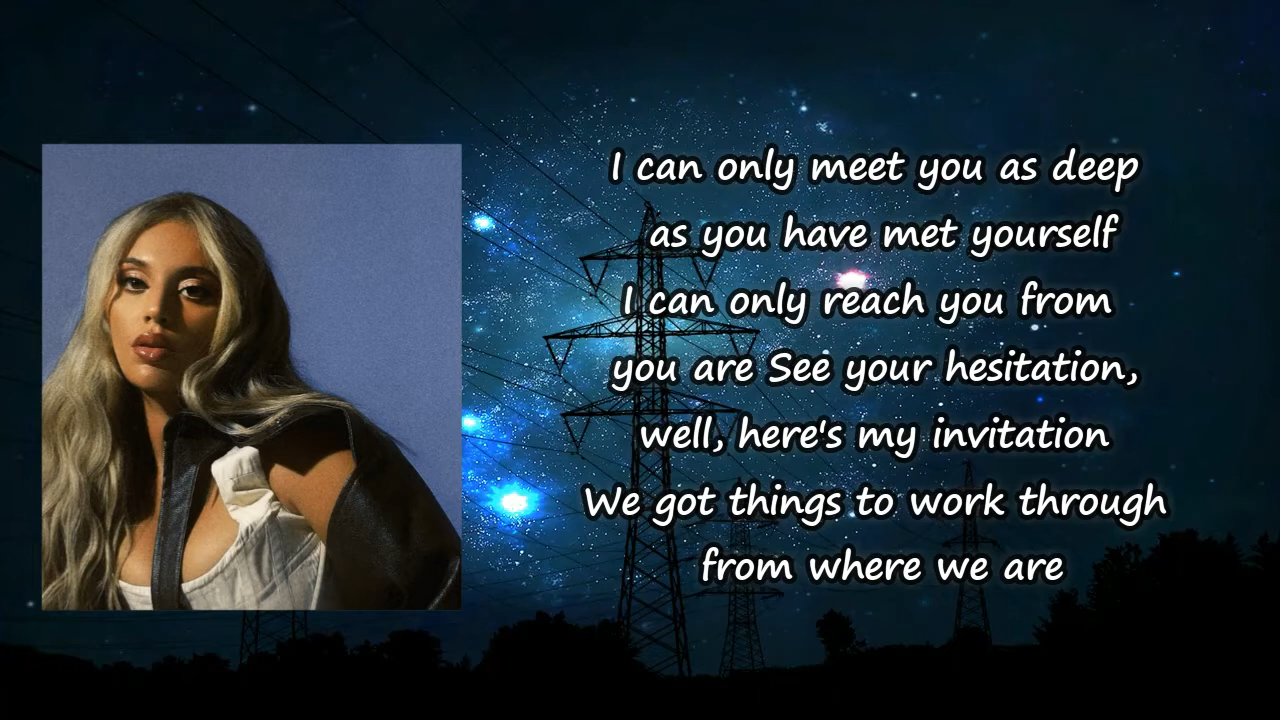 I can only meet you as deep
as you have met yourself
I can only reach you from
you are See your hesitation,
well, here's my invitation
We got things to work through
from where we are